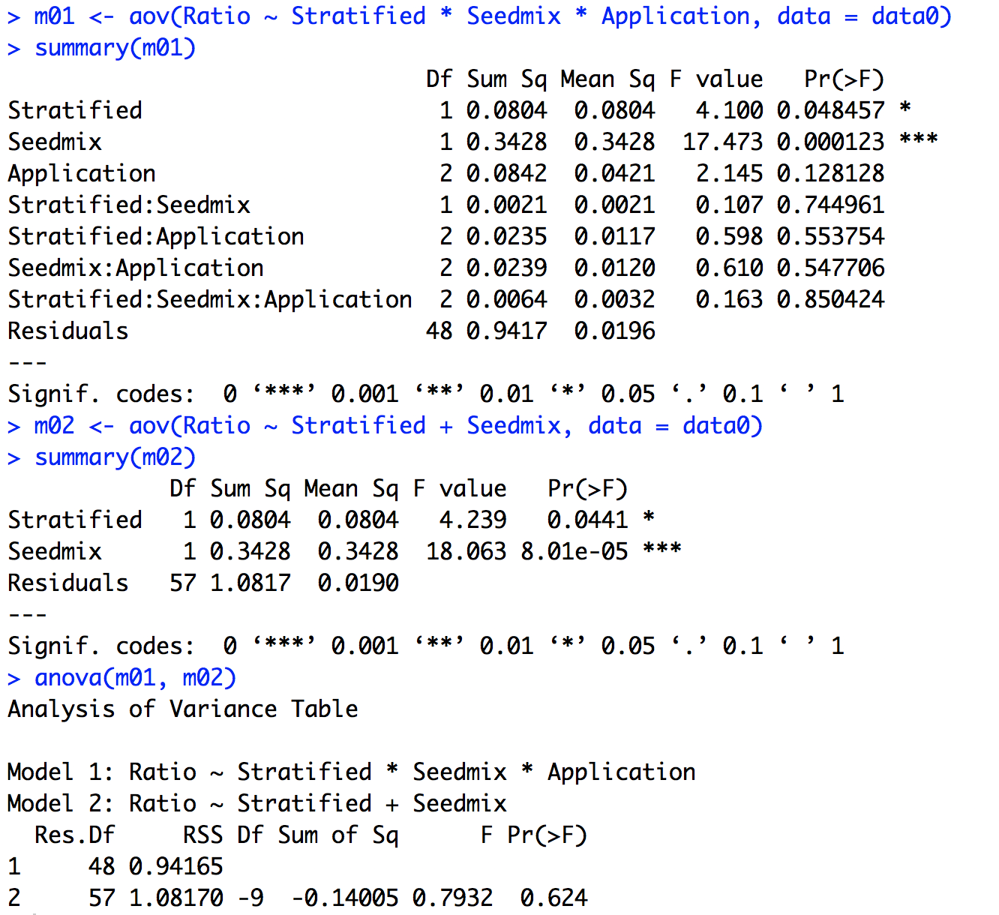 > m01 <- aov(Ratio ~ Stratified * Seedmix * Application, data = data0)
> summary(m01)
                               Df Sum Sq Mean Sq F value   Pr(>F)
Stratified                      1 0.0804  0.0804   4.100 0.048457 *
Seedmix                         1 0.3428  0.3428  17.473 0.000123 ***
Application                     2 0.0842  0.0421   2.145 0.128128
Stratified:Seedmix              1 0.0021  0.0021   0.107 0.744961
Stratified:Application          2 0.0235  0.0117   0.598 0.553754
Seedmix:Application             2 0.0239  0.0120   0.610 0.547706
Stratified:Seedmix:Application  2 0.0064  0.0032   0.163 0.850424
Residuals                      48 0.9417  0.0196
---
Signif. codes:  0 ‘***’ 0.001 ‘**’ 0.01 ‘*’ 0.05 ‘.’ 0.1 ‘ ’ 1
> m02 <- aov(Ratio ~ Stratified + Seedmix, data = data0)
> summary(m02)
            Df Sum Sq Mean Sq F value   Pr(>F)
Stratified   1 0.0804  0.0804   4.239   0.0441 *
Seedmix      1 0.3428  0.3428  18.063 8.01e-05 ***
Residuals   57 1.0817  0.0190
---
Signif. codes:  0 ‘***’ 0.001 ‘**’ 0.01 ‘*’ 0.05 ‘.’ 0.1 ‘ ’ 1
> anova(m01, m02)
Analysis of Variance Table

Model 1: Ratio ~ Stratified * Seedmix * Application
Model 2: Ratio ~ Stratified + Seedmix
  Res.Df     RSS Df Sum of Sq      F Pr(>F)
1     48 0.94165
2     57 1.08170 -9  -0.14005 0.7932  0.624